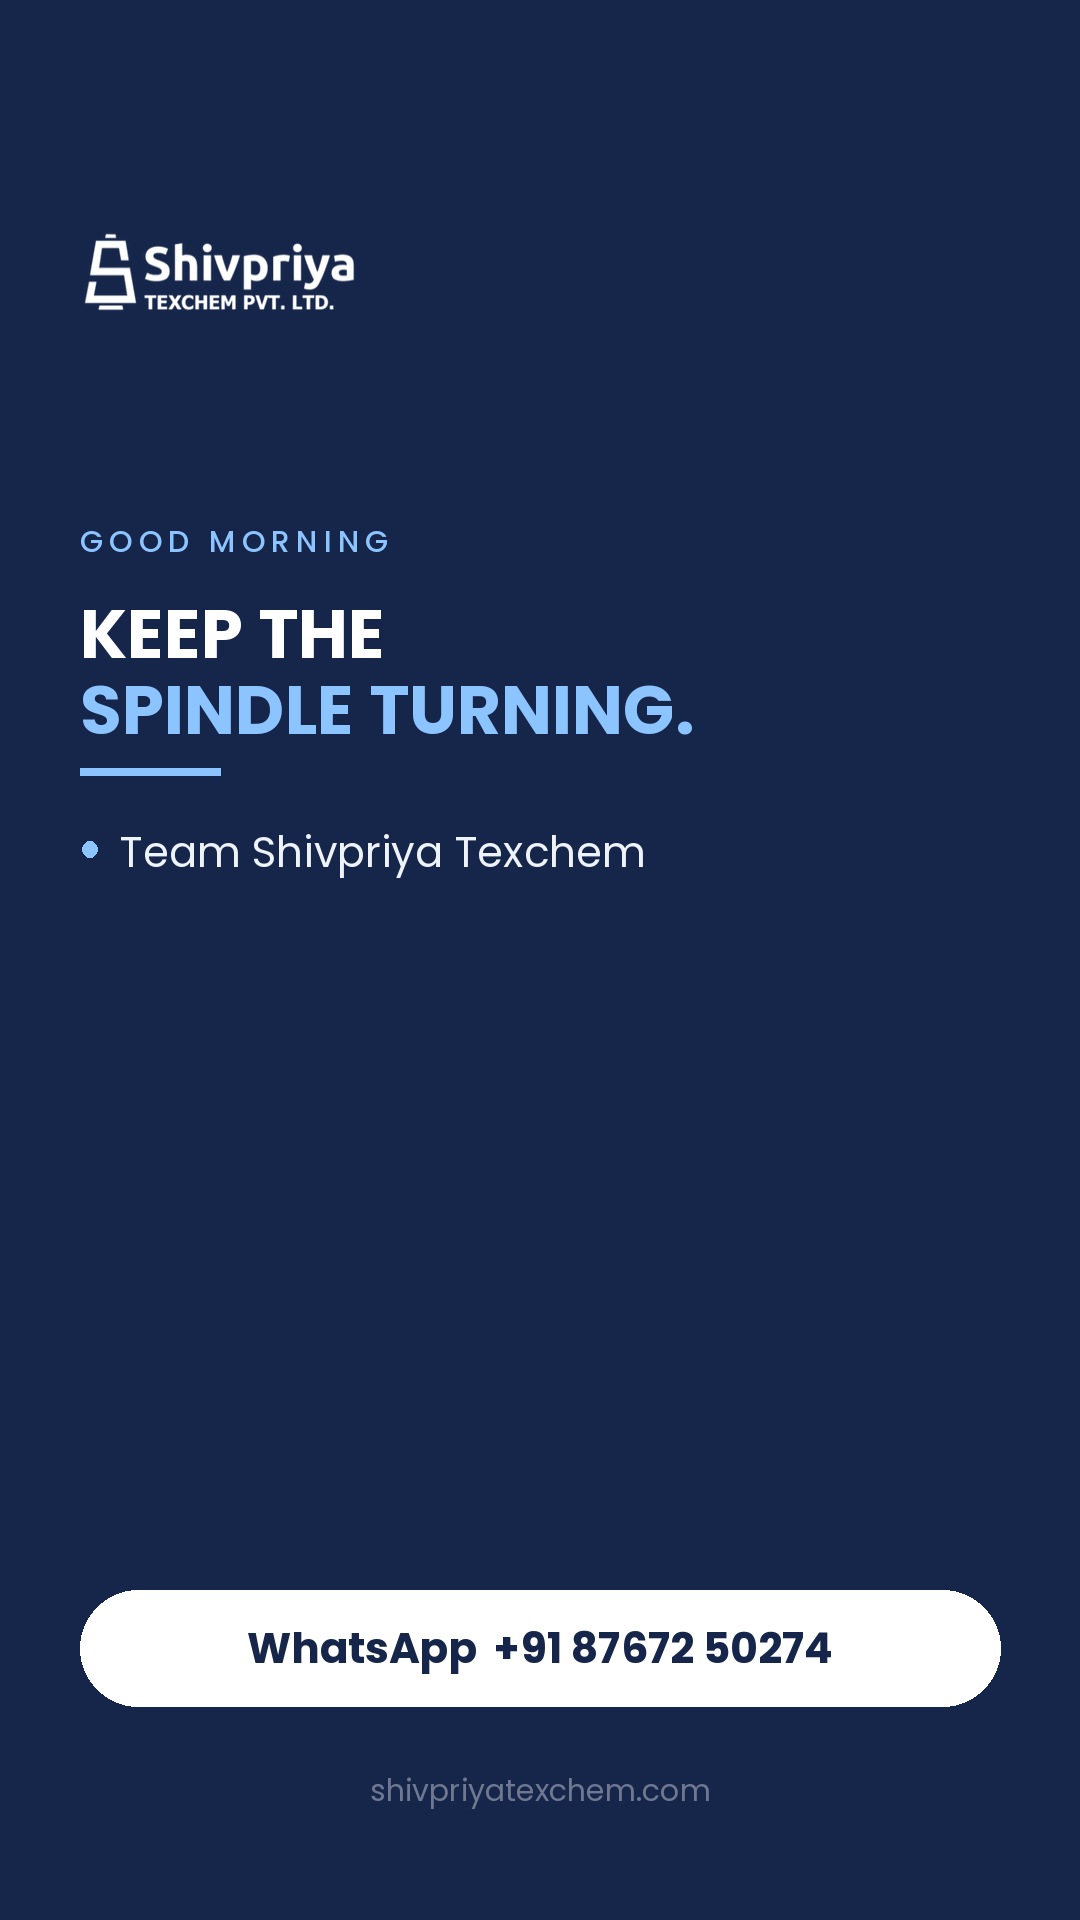 Shivpriya
TEXCHEM PVT. LTD.
GOOD MORNING
KEEP THE
SPINDLE TURNING.
• Team Shivpriya Texchem
WhatsApp +91 87672 50274
shivpriyatexchem.com